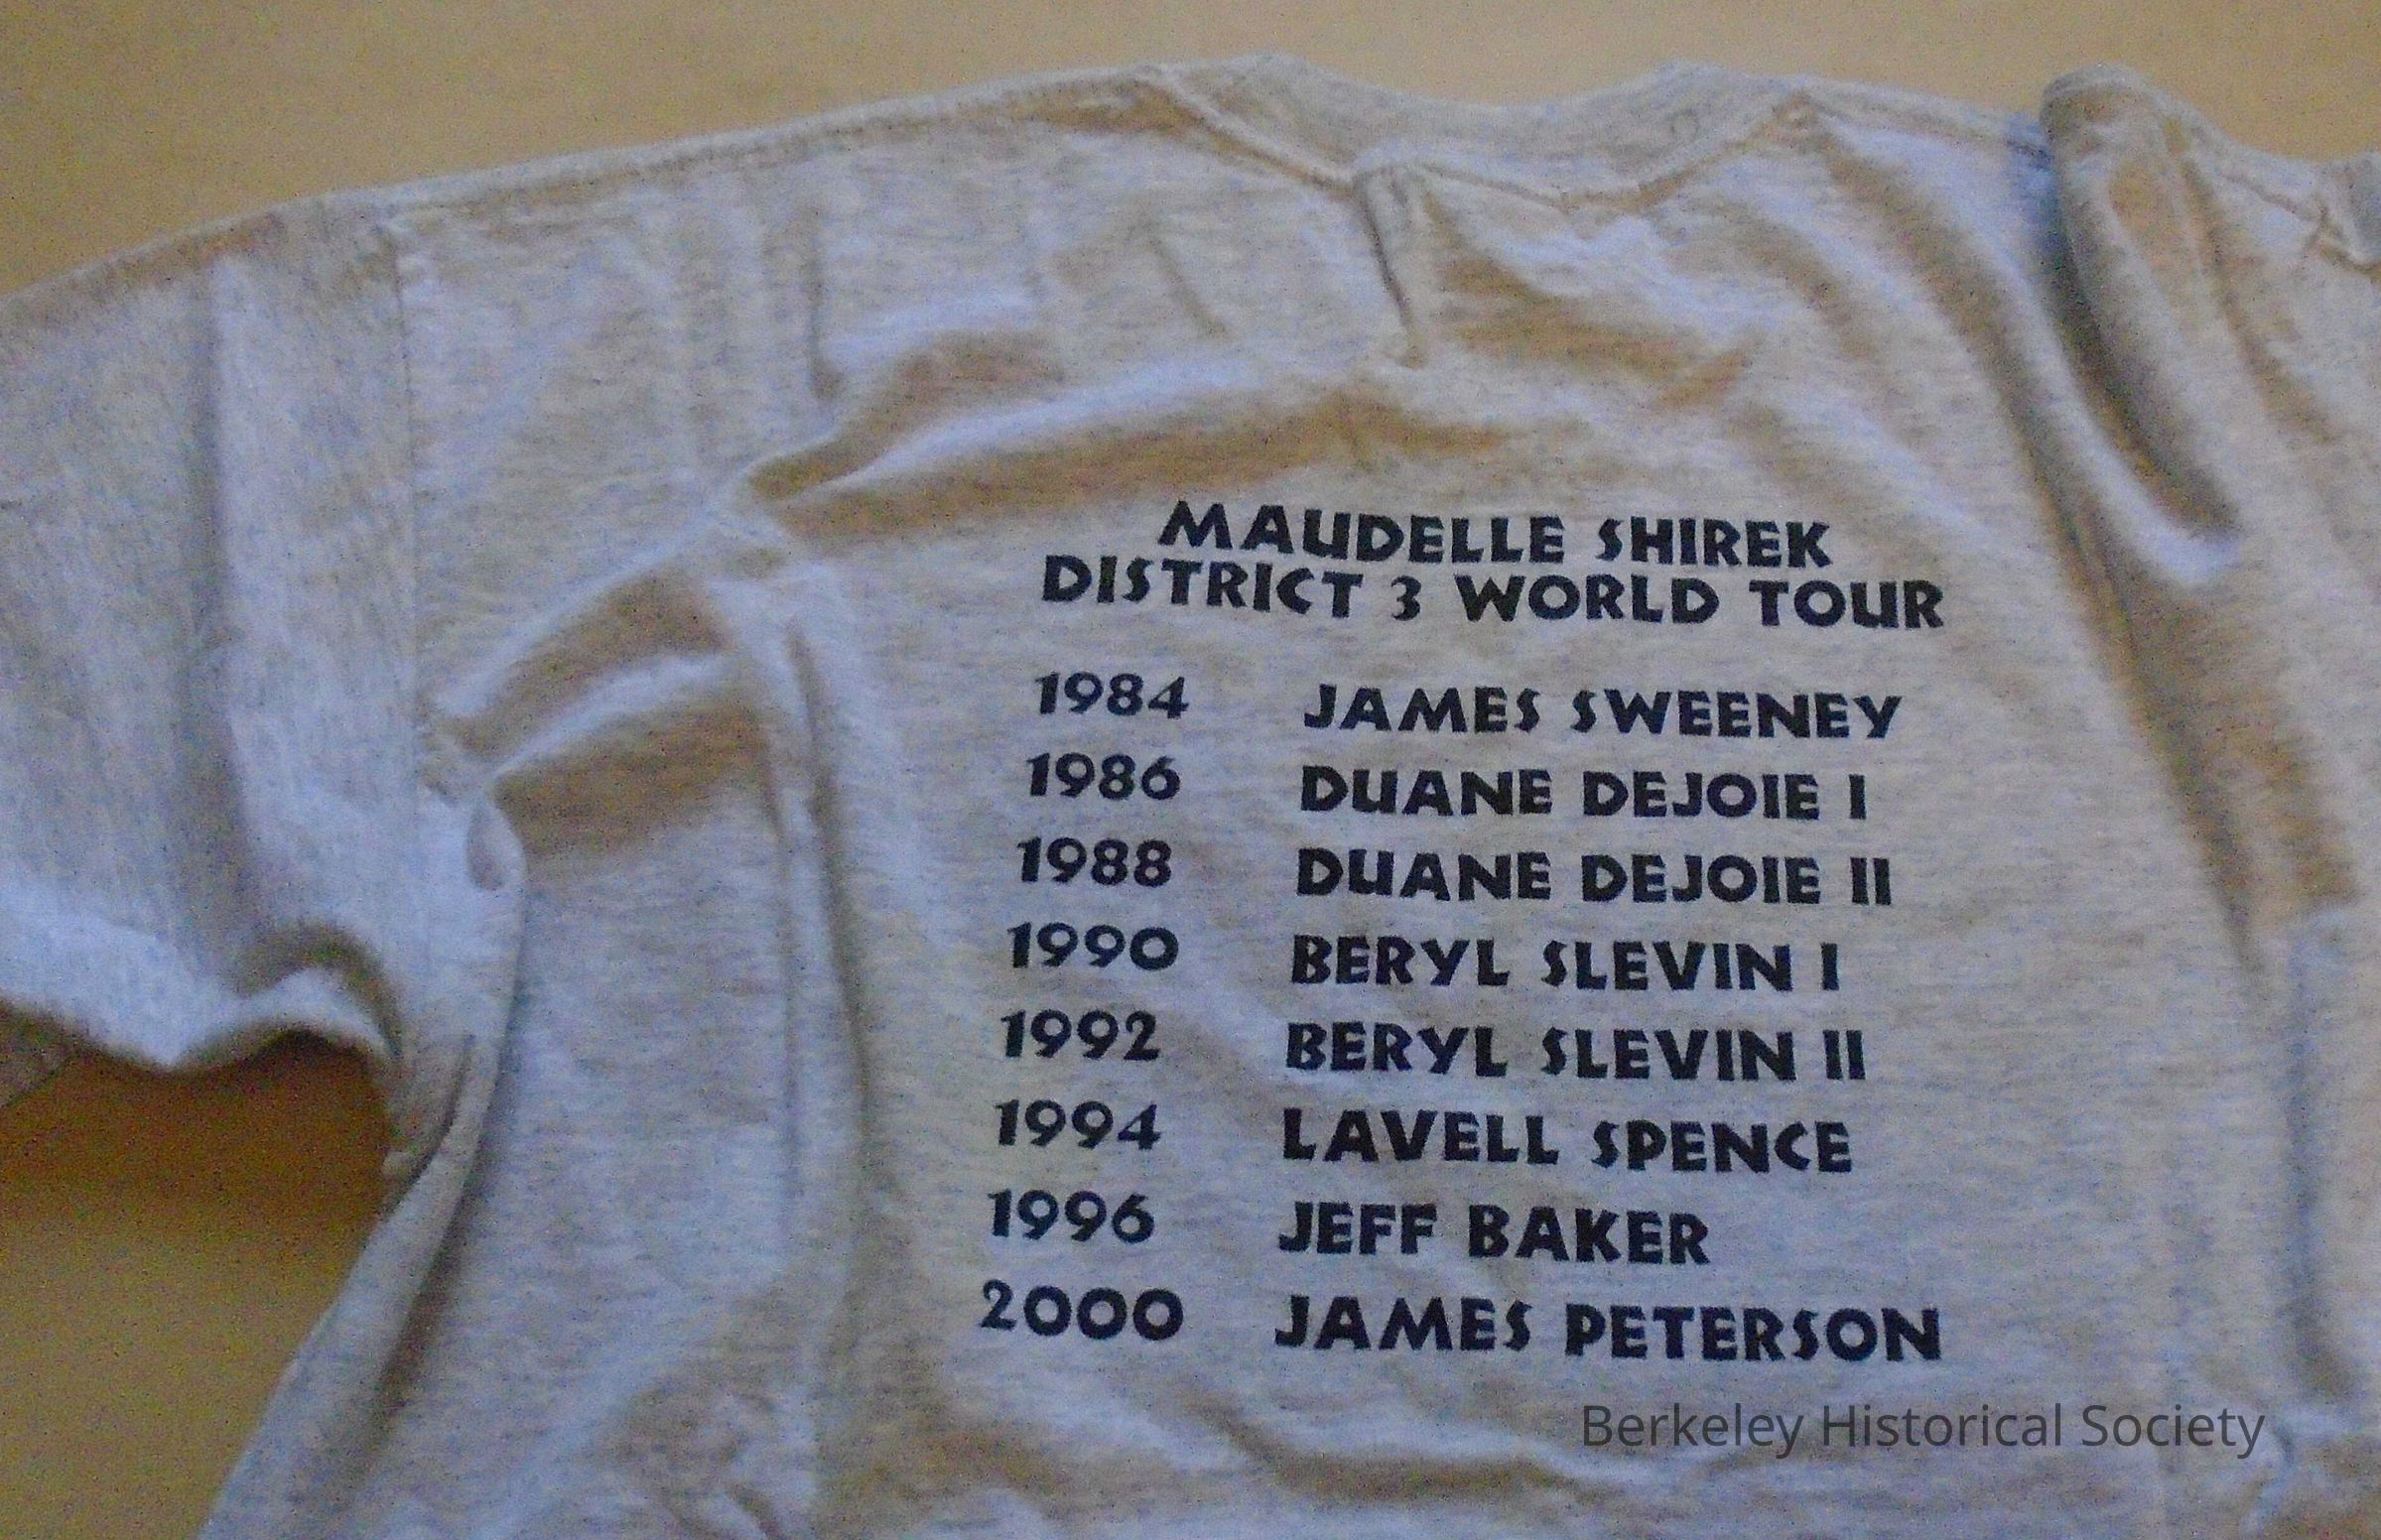 MAUDELLE SHIREK
DISTRICT 3 WORLD TOUR
1984 JAMES SWEENEY
1986 DUANE DEJOIE I
1988 DUANE DEJOIE II
1990 BERYL SLEVIN I
1992 BERYL SLEVIN II
1994 LAVELL SPENCE
1996 JEFF BAKER
2000 JAMES PETERSON
Berkeley Historical Society